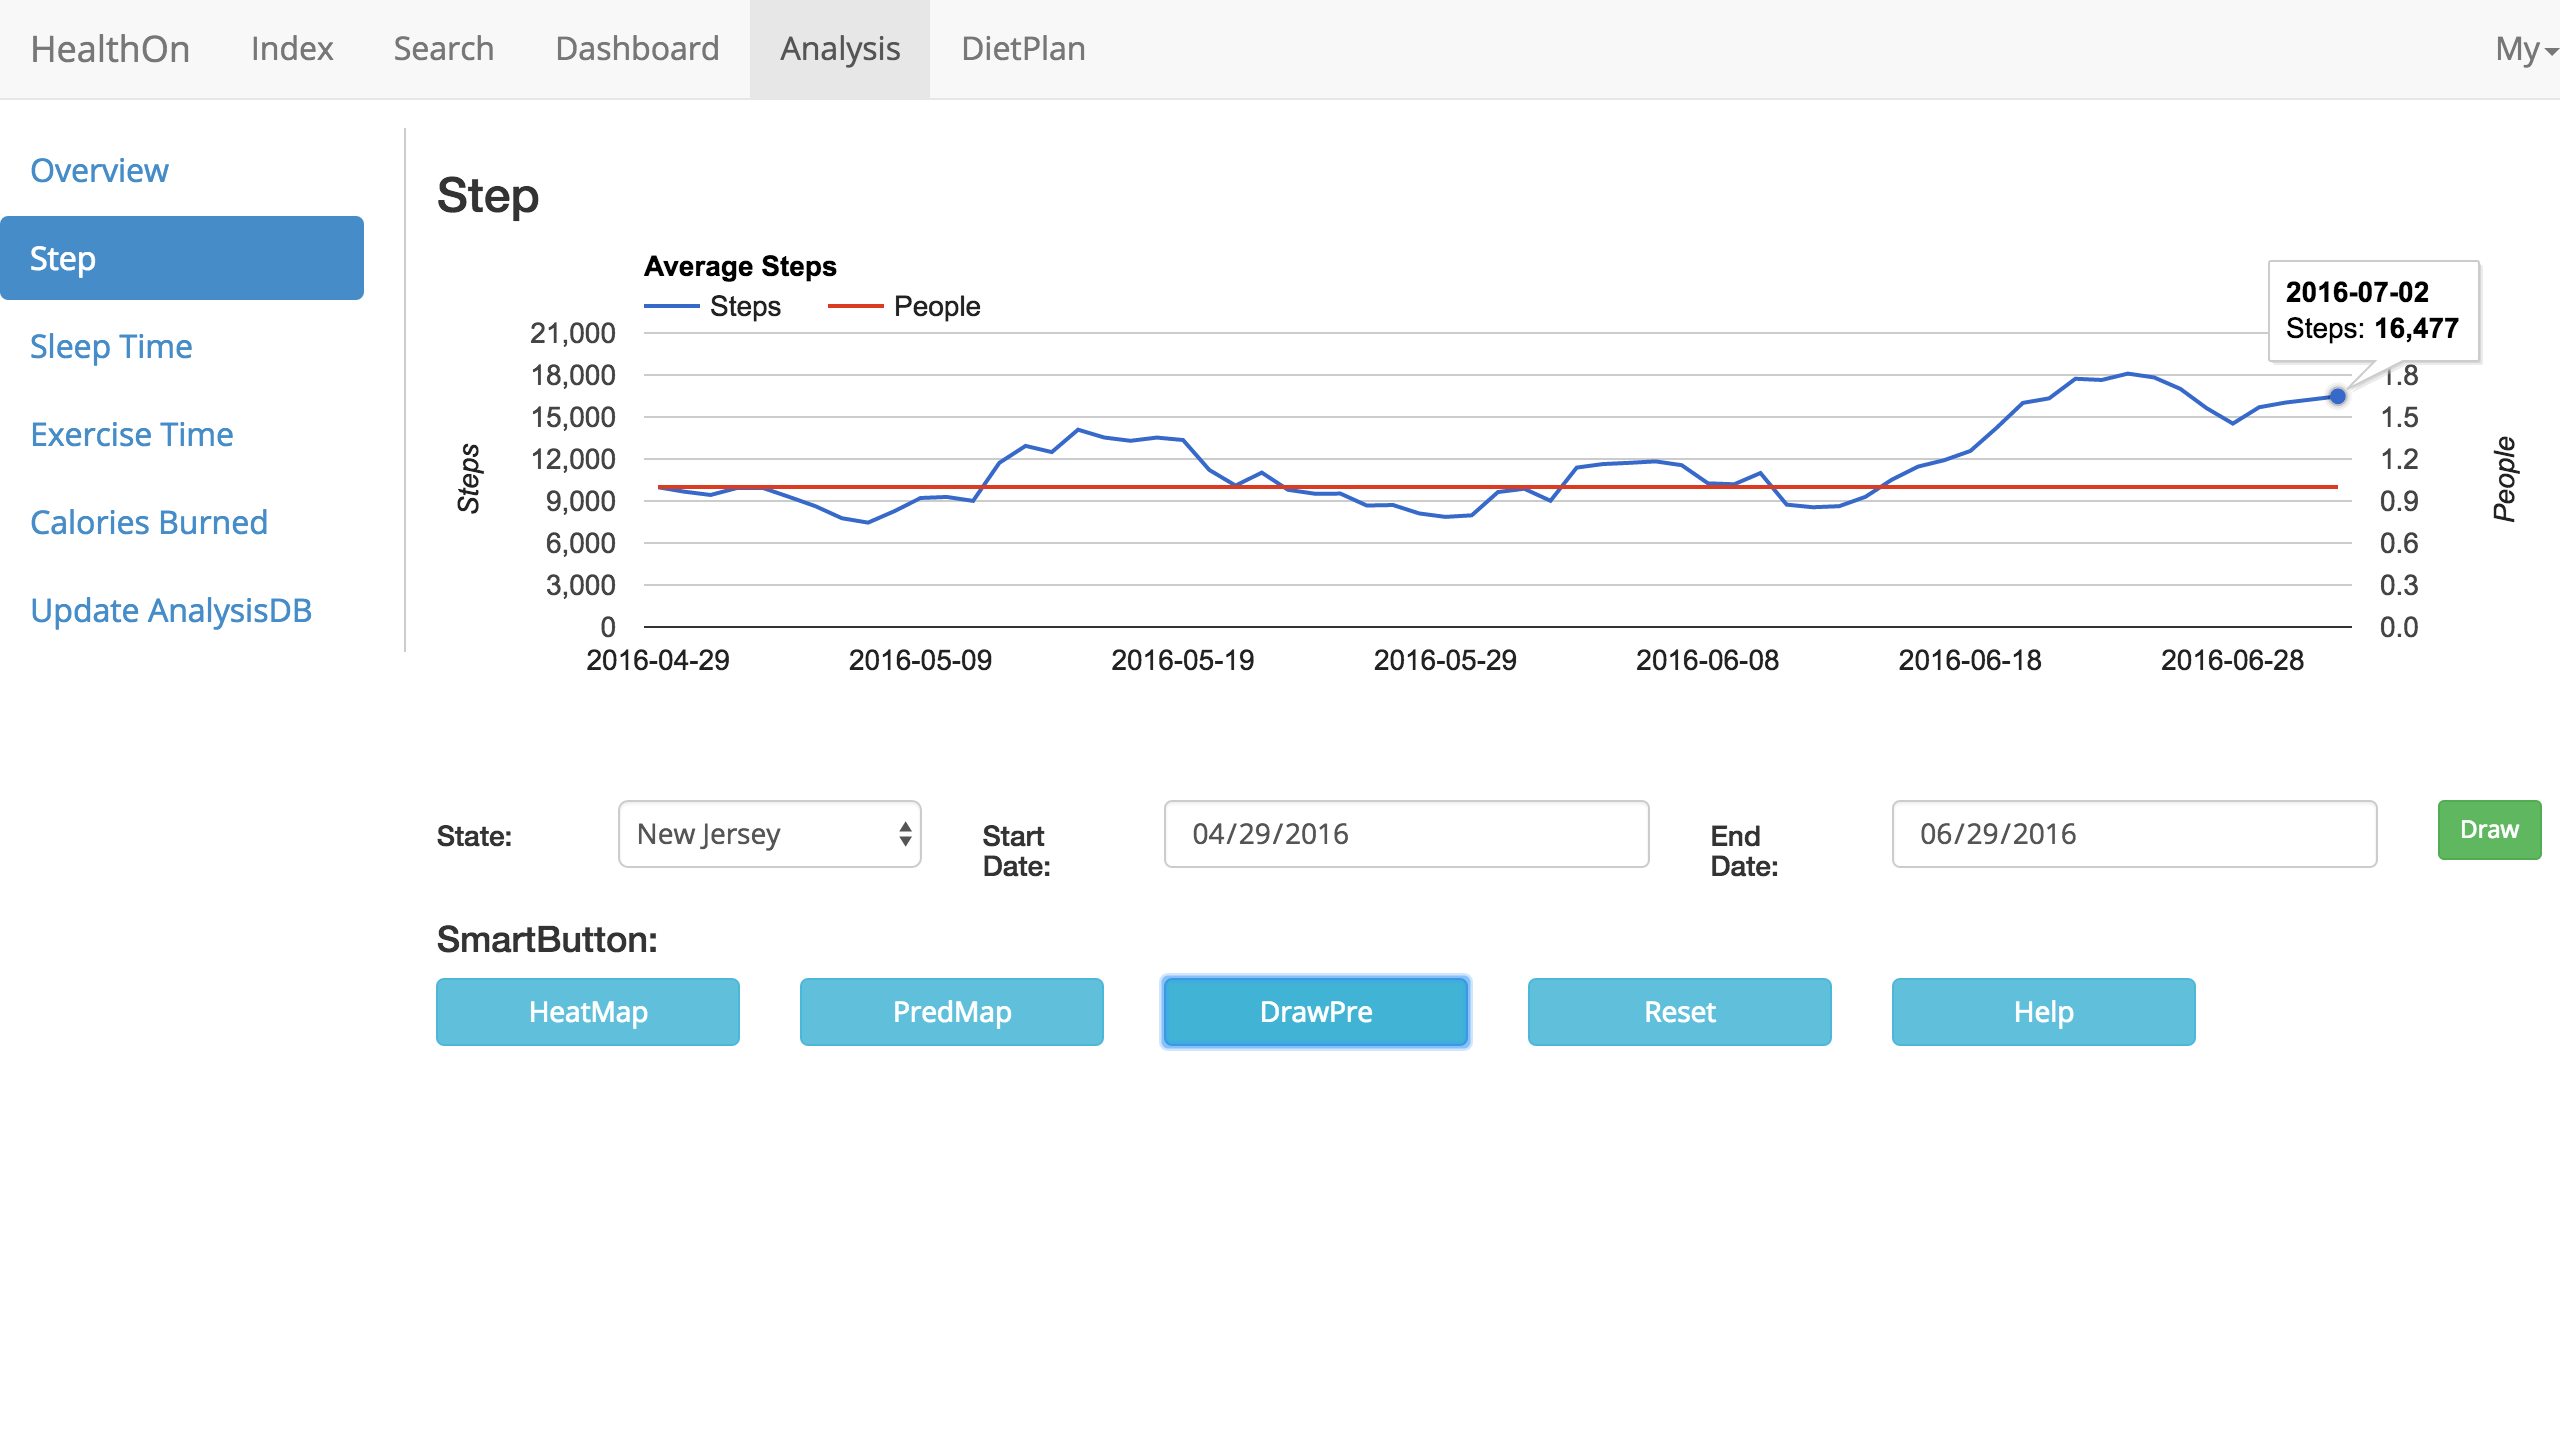 HealthOn Index Search Dashboard Analysis DietPlan My
Overview
Step
Sleep Time
Exercise Time
Calories Burned
Update AnalysisDB
Step
Average Steps
Steps People
2016-07-02
Steps: 16,477
21,000
18,000
15,000
12,000
9,000
6,000
3,000
0
Steps
1.8
1.5
1.2
0.9
0.6
0.3
0.0
People
2016-04-29 2016-05-09 2016-05-19 2016-05-29 2016-06-08 2016-06-18 2016-06-28
State: New Jersey Start Date: 04/29/2016 End Date: 06/29/2016 Draw
SmartButton:
HeatMap PredMap DrawPre Reset Help